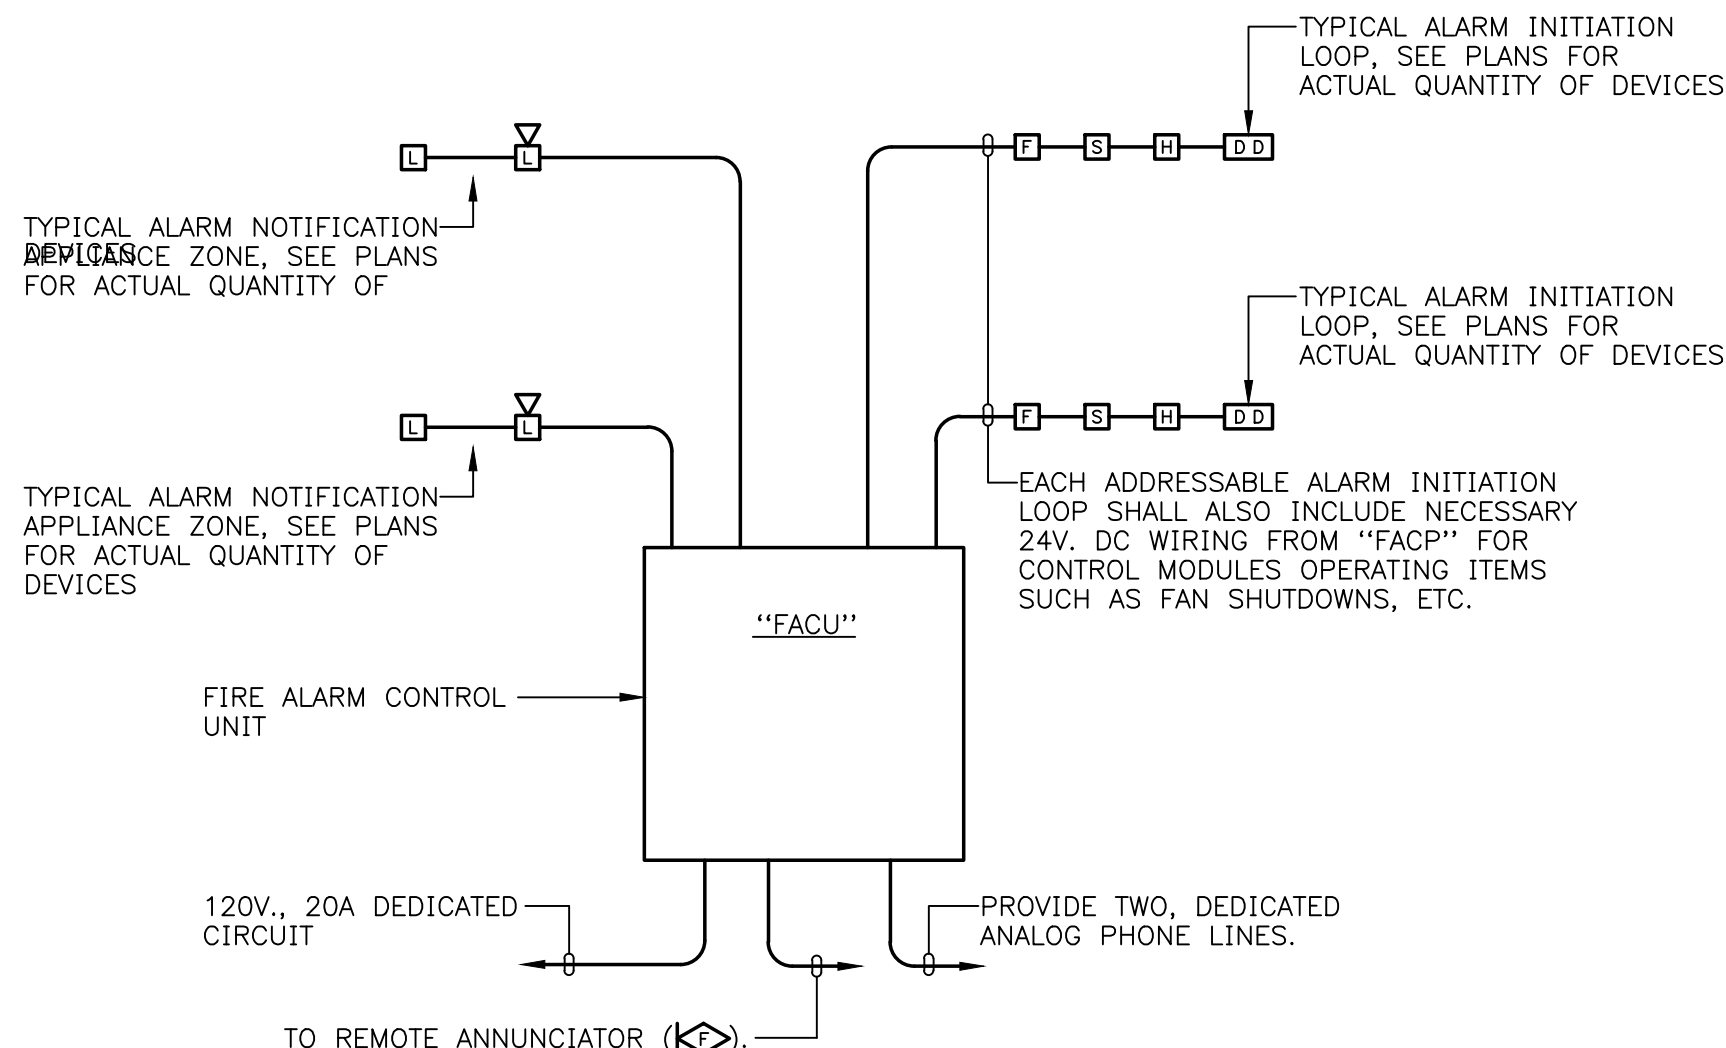 TYPICAL ALARM INITIATION
LOOP, SEE PLANS FOR
ACTUAL QUANTITY OF DEVICES
F S H D D
L L
TYPICAL ALARM NOTIFICATION
APPLIANCE ZONE, SEE PLANS
FOR ACTUAL QUANTITY OF
DEVICES
TYPICAL ALARM INITIATION
LOOP, SEE PLANS FOR
ACTUAL QUANTITY OF DEVICES
F S H D D
L L
TYPICAL ALARM NOTIFICATION
APPLIANCE ZONE, SEE PLANS
FOR ACTUAL QUANTITY OF
DEVICES
EACH ADDRESSABLE ALARM INITIATION
LOOP SHALL ALSO INCLUDE NECESSARY
24V. DC WIRING FROM "FACP" FOR
CONTROL MODULES OPERATING ITEMS
SUCH AS FAN SHUTDOWNS, ETC.
"FACU"
FIRE ALARM CONTROL
UNIT
120V., 20A DEDICATED
CIRCUIT
PROVIDE TWO, DEDICATED
ANALOG PHONE LINES.
TO REMOTE ANNUNCIATOR (F).